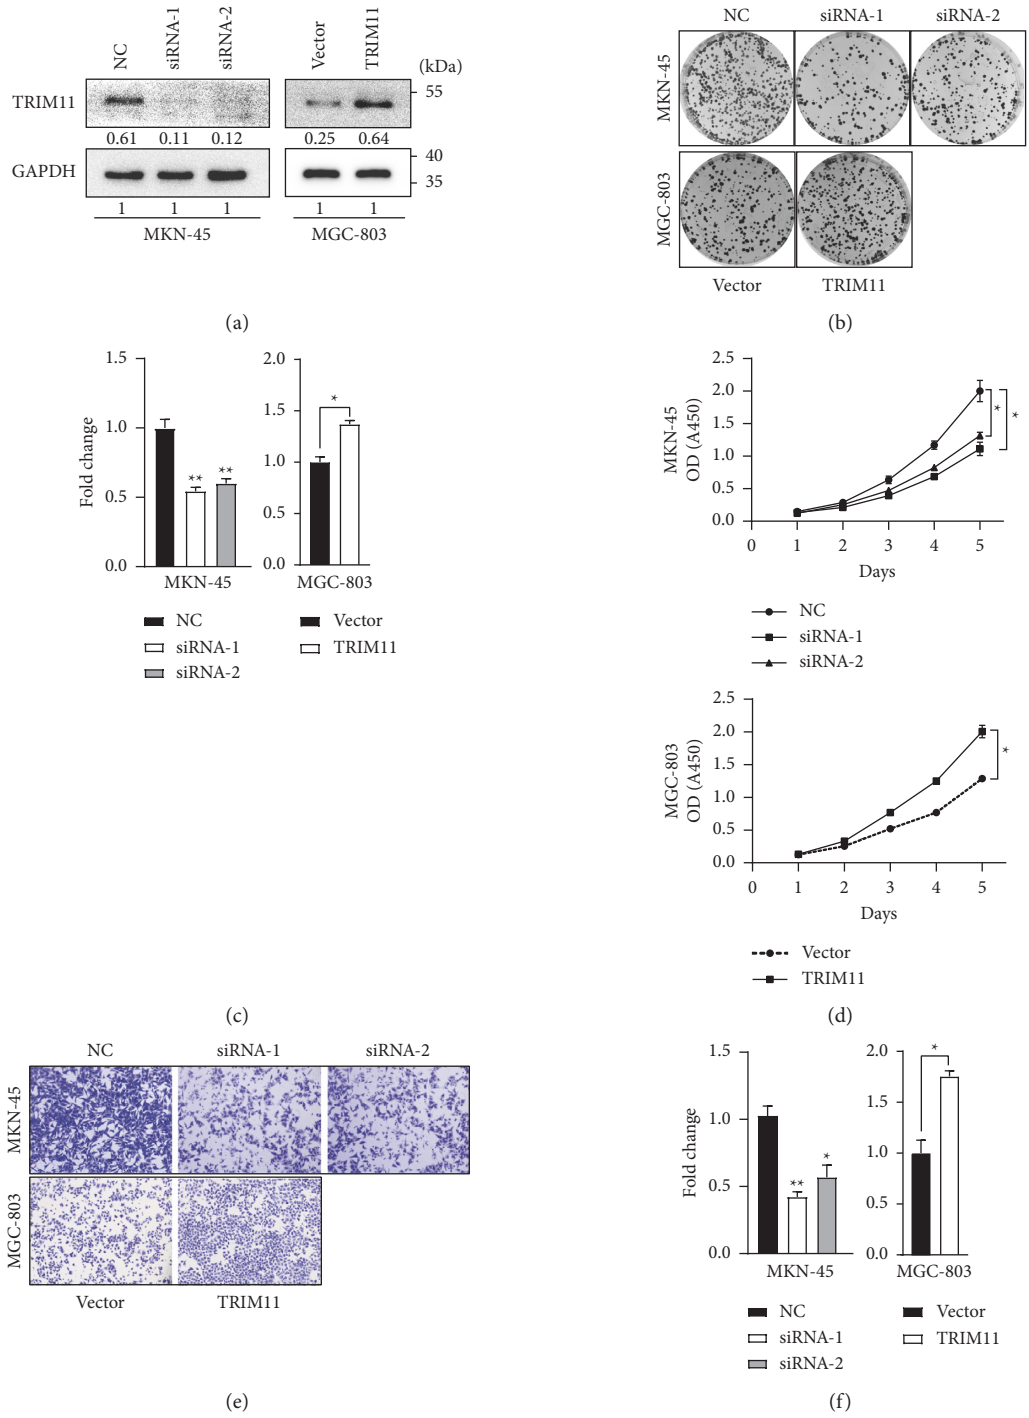 NC
siRNA-1
siRNA-2
Vector
TRIM11
(kDa)
TRIM11
55
0.61 0.11 0.12 0.25 0.64
GAPDH
40
35
1 1 1 1 1
MKN-45 MGC-803
(a)
NC siRNA-1 siRNA-2
MKN-45
MGC-803
Vector TRIM11
(b)
1.5
1.0
0.5
0.0
Fold change
** **
MKN-45
NC
siRNA-1
siRNA-2
2.0
1.5
1.0
0.5
0.0
*
MGC-803
Vector
TRIM11
(c)
MKN-45
OD (A450)
2.5
2.0
1.5
1.0
0.5
0.0
* *
0 1 2 3 4 5
Days
NC
siRNA-1
siRNA-2
MGC-803
OD (A450)
2.5
2.0
1.5
1.0
0.5
0.0
*
0 1 2 3 4 5
Days
Vector
TRIM11
(d)
NC siRNA-1 siRNA-2
MKN-45
MGC-803
Vector TRIM11
(e)
1.5
1.0
0.5
0.0
Fold change
** *
MKN-45
NC
siRNA-1
siRNA-2
2.0
1.5
1.0
0.5
0.0
*
MGC-803
Vector
TRIM11
(f)